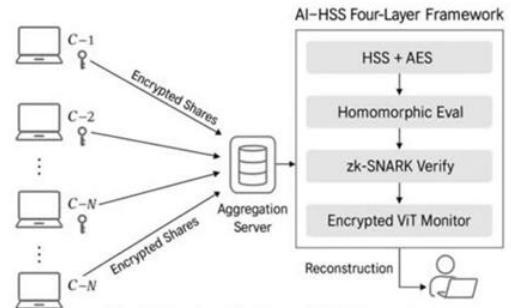 AI–HSS Four-Layer Framework
C–1
Encrypted Shares
C–2
C–N
Encrypted Shares
C–N
Aggregation
Server
HSS + AES
Homomorphic Eval
zk-SNARK Verify
Encrypted ViT Monitor
Reconstruction